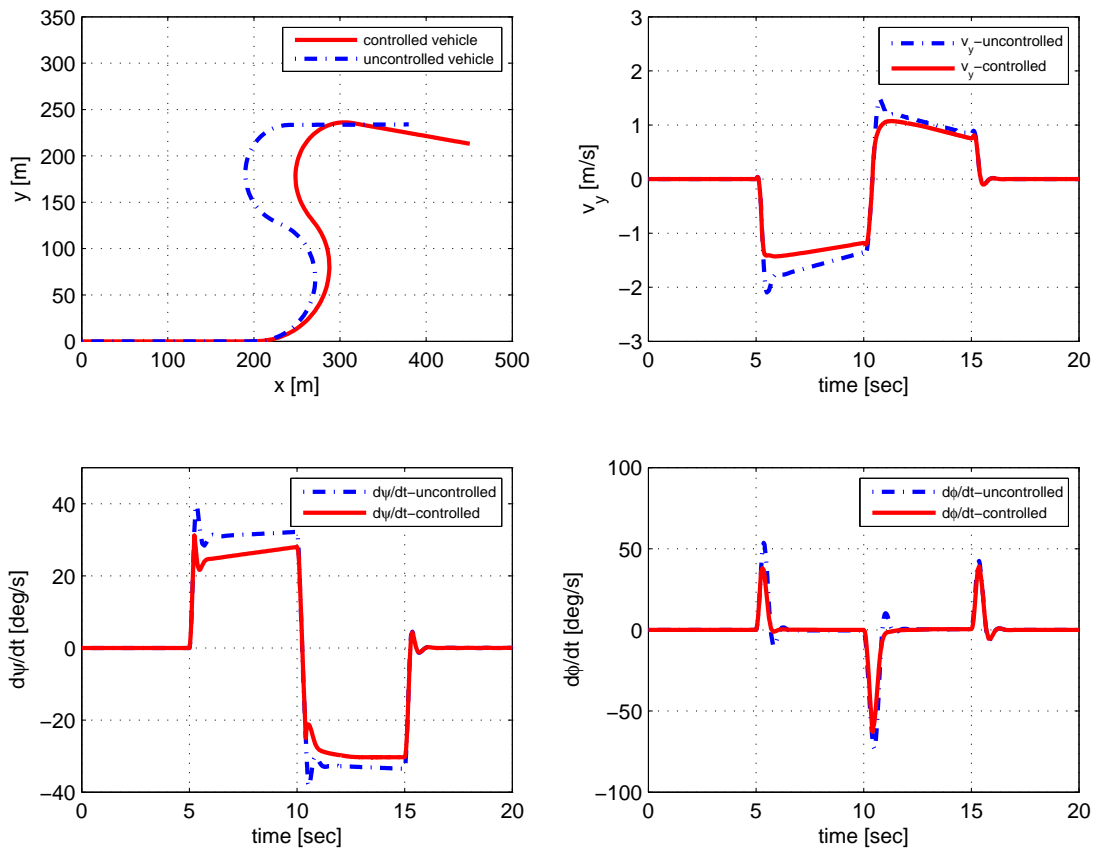 350
300
250
200
150
100
50
0
y [m]
controlled vehicle
uncontrolled vehicle
0 100 200 300 400 500
x [m]
3
2
1
0
−1
−2
−3
v_y [m/s]
v_y−uncontrolled
v_y−controlled
0 5 10 15 20
time [sec]
40
20
0
−20
−40
dψ/dt [deg/s]
dψ/dt−uncontrolled
dψ/dt−controlled
0 5 10 15 20
time [sec]
100
50
0
−50
−100
dϕ/dt [deg/s]
dϕ/dt−uncontrolled
dϕ/dt−controlled
0 5 10 15 20
time [sec]